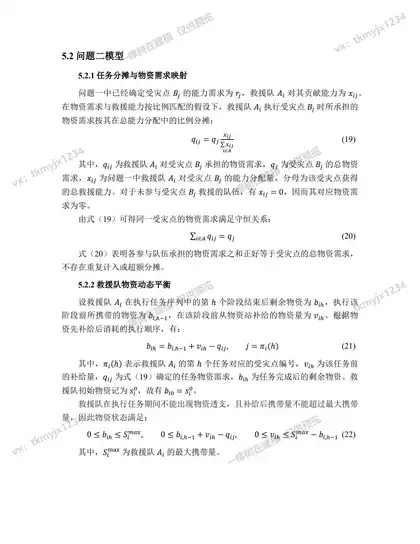 5.2 问题二模型
5.2.1 任务分摊与物资需求映射
问题一中已经确定受灾点 Bj 的能力需求为 rj，救援队 Ai 对其贡献能力为 xij。
在物资需求与救援能力按比例匹配的假设下，救援队 Ai 执行受灾点 Bj 时所承担的
物资需求按其在总能力分配中的比例分摊：
qij = qj xij / ∑i∈A xij (19)
其中，qij 为救援队 Ai 对受灾点 Bj 承担的物资需求，qj 为受灾点 Bj 的总物资
需求，xij 为问题一中救援队 Ai 对受灾点 Bj 的能力分配量，分母为该受灾点获得
的总救援能力。对于未参与受灾点 Bj 救援的队伍，有 xij = 0，因而其对应物资需
求为零。
由式（19）可得同一受灾点的物资需求满足守恒关系：
∑i∈A qij = qj (20)
式（20）表明各参与队伍承担的物资需求之和正好等于受灾点的总物资需求，
不存在重复计入或超额分摊。
5.2.2 救援队物资动态平衡
设救援队 Ai 在执行任务序列中的第 h 个阶段结束后剩余物资为 bih，执行该
阶段前所携带的物资为 bi,h−1，在该阶段前从物资站补给的物资量为 vih。根据物
资先补给后消耗的执行顺序，有：
bih = bi,h−1 + vih − qij, j = πi(h) (21)
其中，πi(h) 表示救援队 Ai 的第 h 个任务对应的受灾点编号，vih 为该任务前
的补给量，qij 为式（19）确定的任务物资需求，bih 为任务完成后的剩余物资。救
援队初始物资记为 si0，故有 bi0 = si0。
救援队在执行任务期间不能出现物资透支，且补给后携带量不能超过最大携带
量，因此物资状态满足：
0 ≤ bih ≤ Simax, 0 ≤ bi,h−1 + vih − qij, 0 ≤ vih ≤ Simax − bi,h−1 (22)
其中，Simax 为救援队 Ai 的最大携带量。
vx: tkmyjx1234
vx: tkmyjx1234
vx: tkmyjx1234
vx: tkmyjx1234